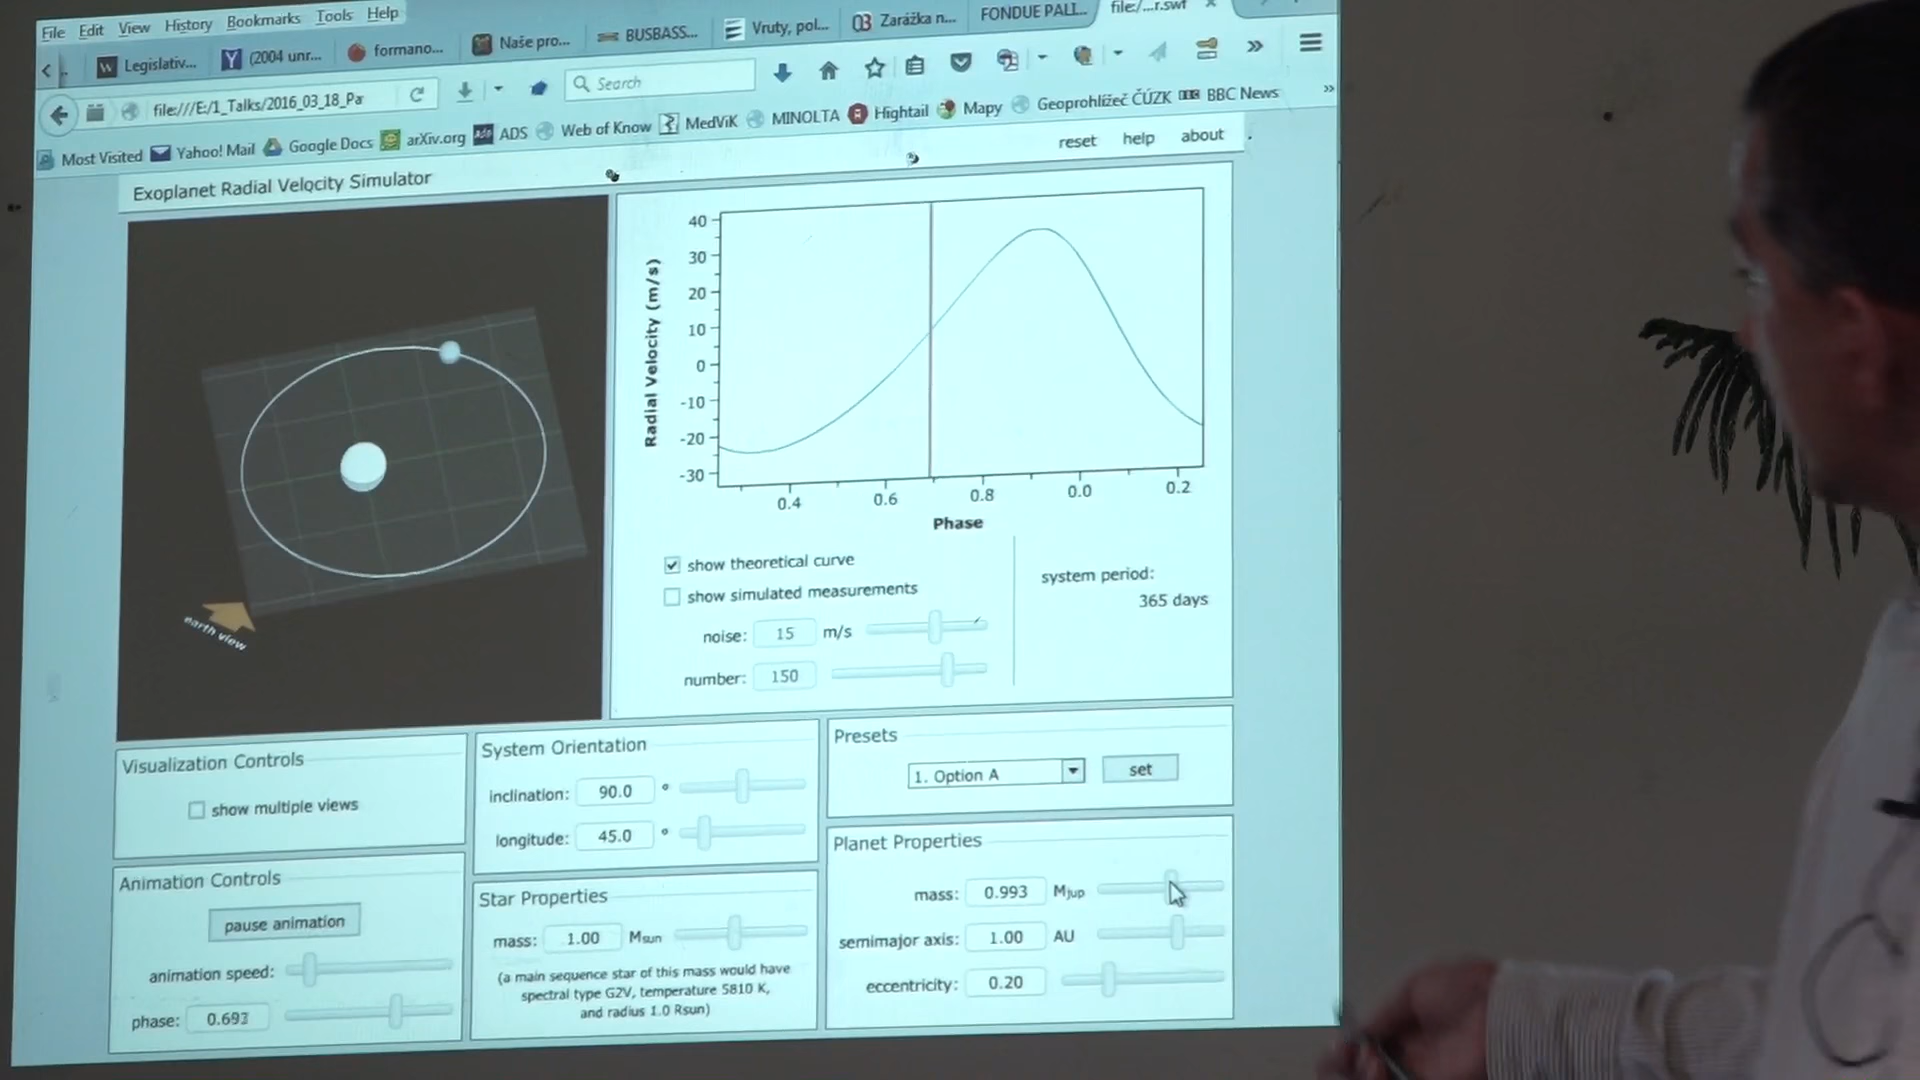 File Edit View History Bookmarks Tools Help
Legislativ... (2004 unr... formano... Naše pro... BUSBASS... Vruty, pol... Zarážka n... FONDUE PALI... file:/...r.swf
file:///E:/1_Talks/2016_03_18_Pa Search
Most Visited Yahoo! Mail Google Docs arXiv.org ADS Web of Know MedViK MINOLTA Hightail Mapy Geoprohlížeč ČÚZK BBC News
Exoplanet Radial Velocity Simulator reset help about
40
30
20
10
0
-10
-20
-30
Radial Velocity (m/s)
0.4 0.6 0.8 0.0 0.2
Phase
earth view
show theoretical curve
show simulated measurements
noise: 15 m/s
number: 150
system period:
365 days
Visualization Controls
show multiple views
Animation Controls
pause animation
animation speed:
phase: 0.693
System Orientation
inclination: 90.0 °
longitude: 45.0 °
Star Properties
mass: 1.00 Msun
(a main sequence star of this mass would have
spectral type G2V, temperature 5810 K,
and radius 1.0 Rsun)
Presets
1. Option A set
Planet Properties
mass: 0.993 Mjup
semimajor axis: 1.00 AU
eccentricity: 0.20